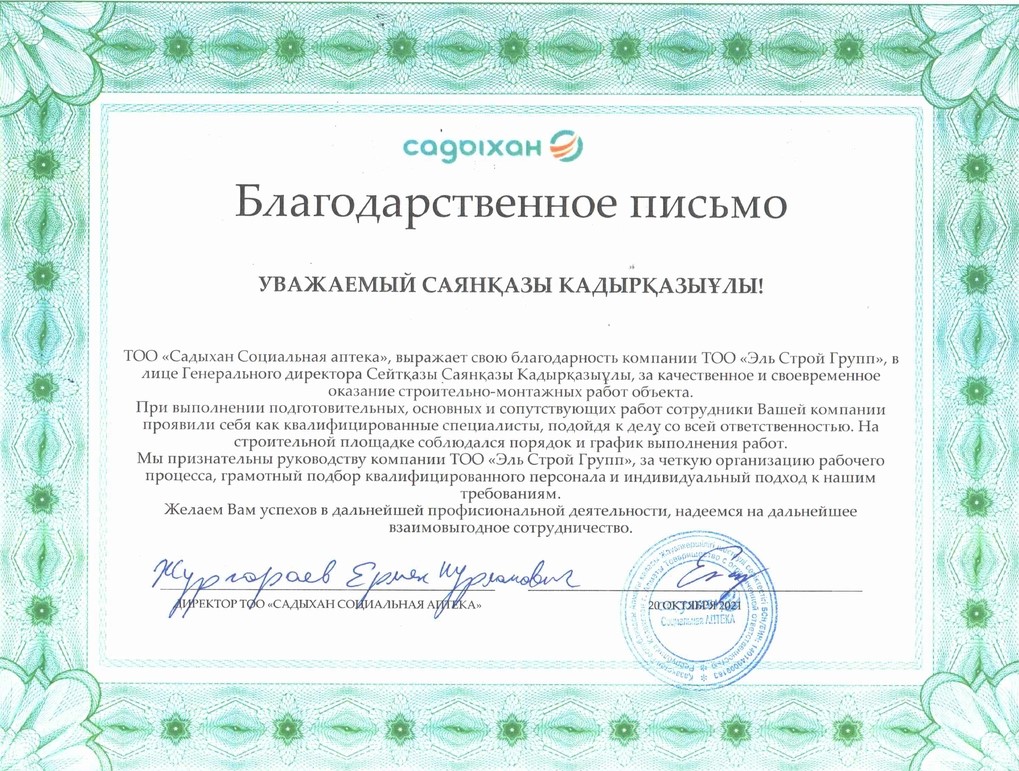 садыхан
Благодарственное письмо
УВАЖАЕМЫЙ САЯНҚАЗЫ КАДЫРҚАЗЫҰЛЫ!
ТОО «Садыхан Социальная аптека», выражает свою благодарность компании ТОО «Эль Строй Групп», в
лице Генерального директора Сейтқазы Саянқазы Кадырқазыұлы, за качественное и своевременное
оказание строительно-монтажных работ объекта.
При выполнении подготовительных, основных и сопутствующих работ сотрудники Вашей компании
проявили себя как квалифицированные специалисты, подойдя к делу со всей ответственностью. На
строительной площадке соблюдался порядок и график выполнения работ.
Мы признательны руководству компании ТОО «Эль Строй Групп», за четкую организацию рабочего
процесса, грамотный подбор квалифицированного персонала и индивидуальный подход к нашим
требованиям.
Желаем Вам успехов в дальнейшей профисиональной деятельности, надеемся на дальнейшее
взаимовыгодное сотрудничество.
Ермек Нурланович
ДИРЕКТОР ТОО «САДЫХАН СОЦИАЛЬНАЯ АПТЕКА»
20 ОКТЯБРЯ 2021
Социальная АПТЕКА